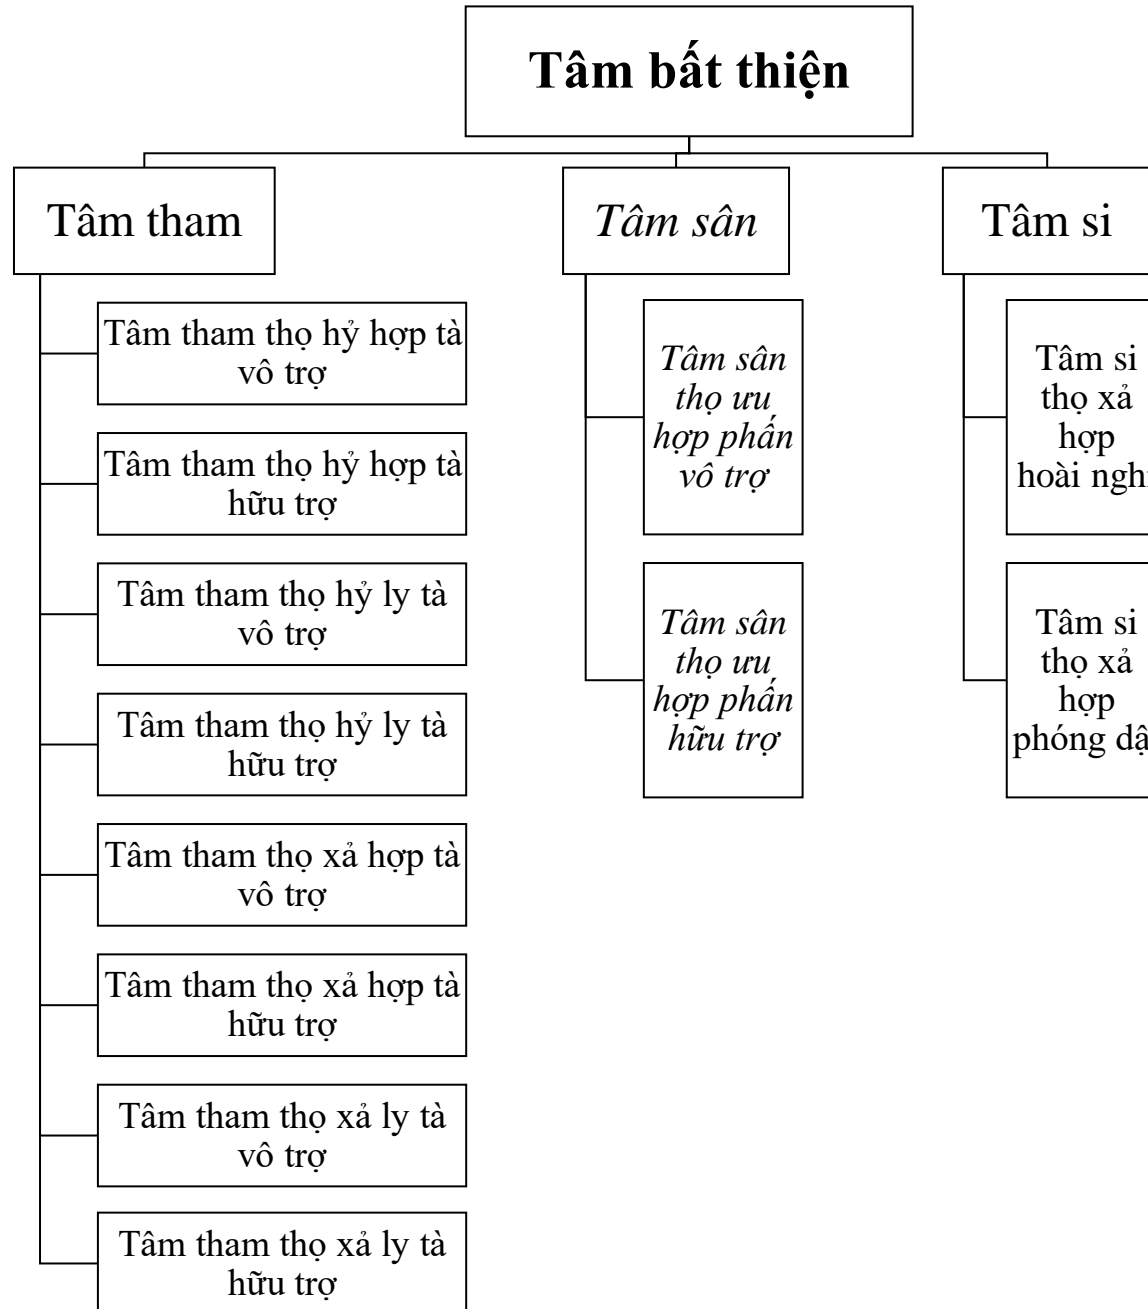 Tâm bất thiện
Tâm tham
Tâm tham thọ hỷ hợp tà
vô trợ
Tâm tham thọ hỷ hợp tà
hữu trợ
Tâm tham thọ hỷ ly tà
vô trợ
Tâm tham thọ hỷ ly tà
hữu trợ
Tâm tham thọ xả hợp tà
vô trợ
Tâm tham thọ xả hợp tà
hữu trợ
Tâm tham thọ xả ly tà
vô trợ
Tâm tham thọ xả ly tà
hữu trợ
Tâm sân
Tâm sân
thọ ưu
hợp phấn
vô trợ
Tâm sân
thọ ưu
hợp phấn
hữu trợ
Tâm si
Tâm si
thọ xả
hợp
hoài nghi
Tâm si
thọ xả
hợp
phóng